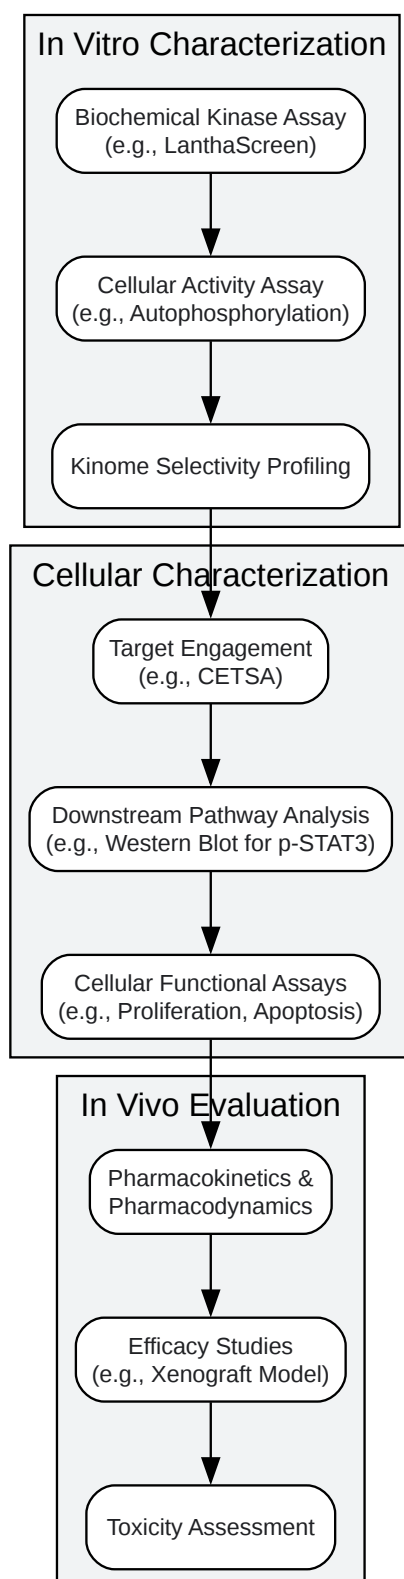 In Vitro Characterization
Biochemical Kinase Assay
(e.g., LanthaScreen)
Cellular Activity Assay
(e.g., Autophosphorylation)
Kinome Selectivity Profiling
Cellular Characterization
Target Engagement
(e.g., CETSA)
Downstream Pathway Analysis
(e.g., Western Blot for p-STAT3)
Cellular Functional Assays
(e.g., Proliferation, Apoptosis)
In Vivo Evaluation
Pharmacokinetics &
Pharmacodynamics
Efficacy Studies
(e.g., Xenograft Model)
Toxicity Assessment